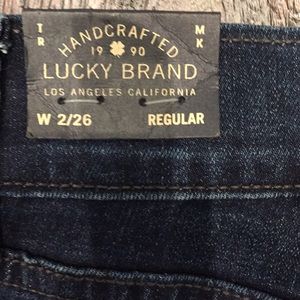 TR HANDCRAFTED MK
19 90
LUCKY BRAND
LOS ANGELES CALIFORNIA
W 2/26 REGULAR